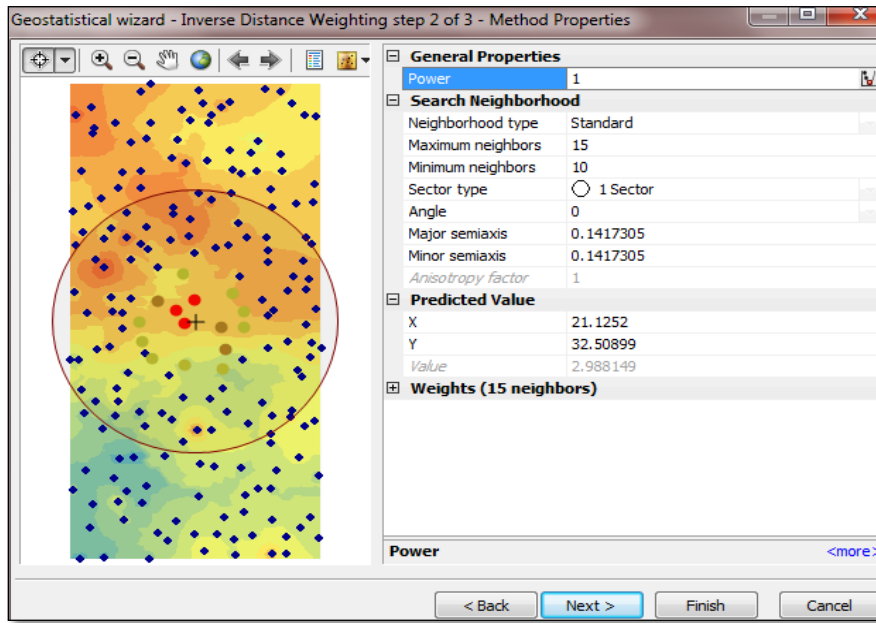 Geostatistical wizard - Inverse Distance Weighting step 2 of 3 - Method Properties
General Properties
Power 1
Search Neighborhood
Neighborhood type Standard
Maximum neighbors 15
Minimum neighbors 10
Sector type 1 Sector
Angle 0
Major semiaxis 0.1417305
Minor semiaxis 0.1417305
Anisotropy factor 1
Predicted Value
X 21.1252
Y 32.50899
Value 2.988149
Weights (15 neighbors)
Power <more>
< Back Next > Finish Cancel